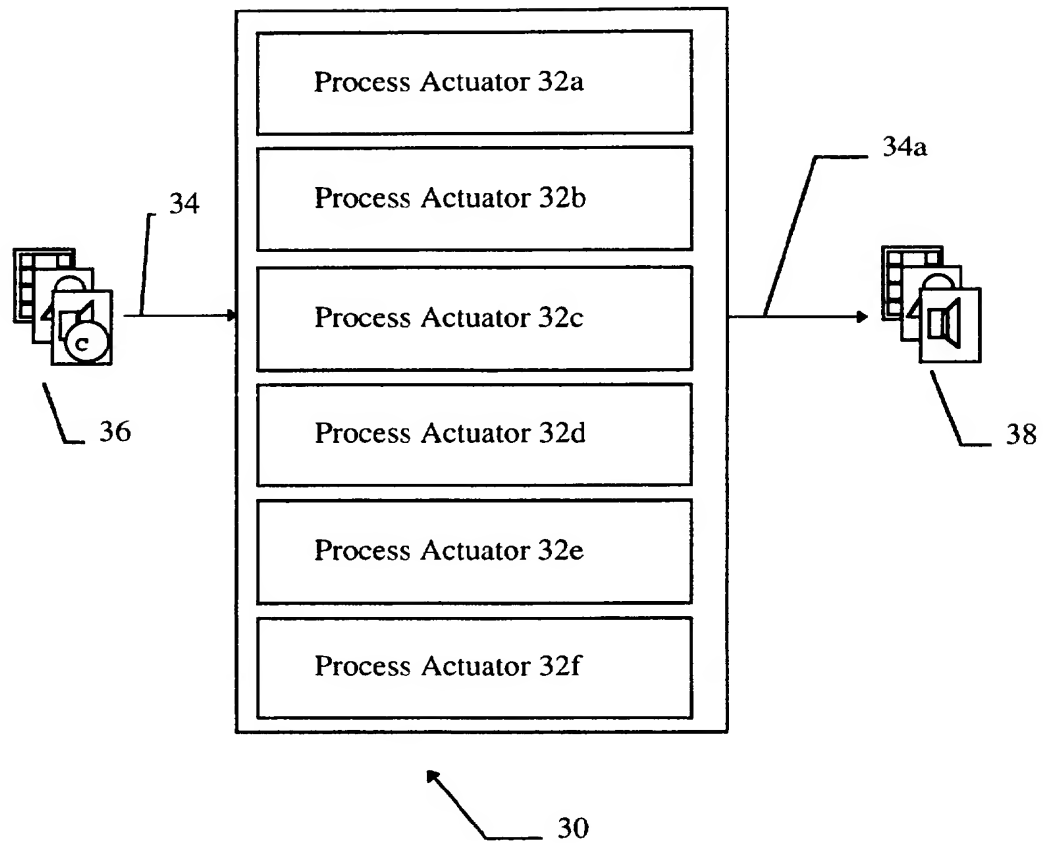 Process Actuator 32a
34a
Process Actuator 32b
34
Process Actuator 32c
c
Process Actuator 32d
36
38
Process Actuator 32e
Process Actuator 32f
30